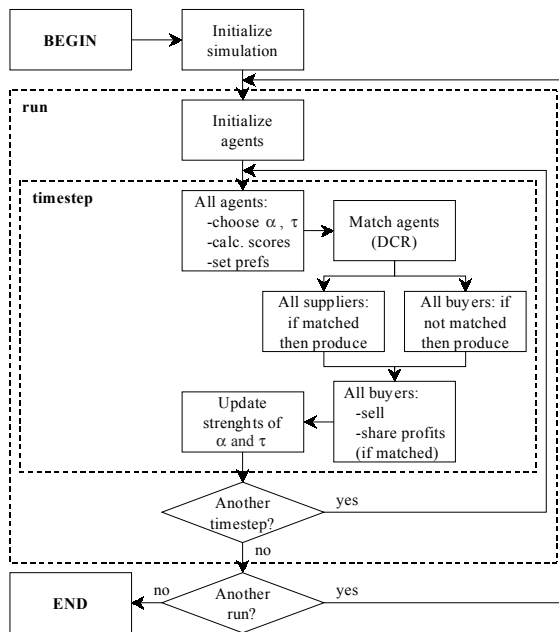 BEGIN
Initialize
simulation
run
Initialize
agents
timestep
All agents:
-choose α, τ
-calc. scores
-set prefs
Match agents
(DCR)
All suppliers:
if matched
then produce
All buyers: if
not matched
then produce
All buyers:
-sell
-share profits
(if matched)
Update
strenghts of
α and τ
Another
timestep?
yes
no
Another
run?
yes
no
END